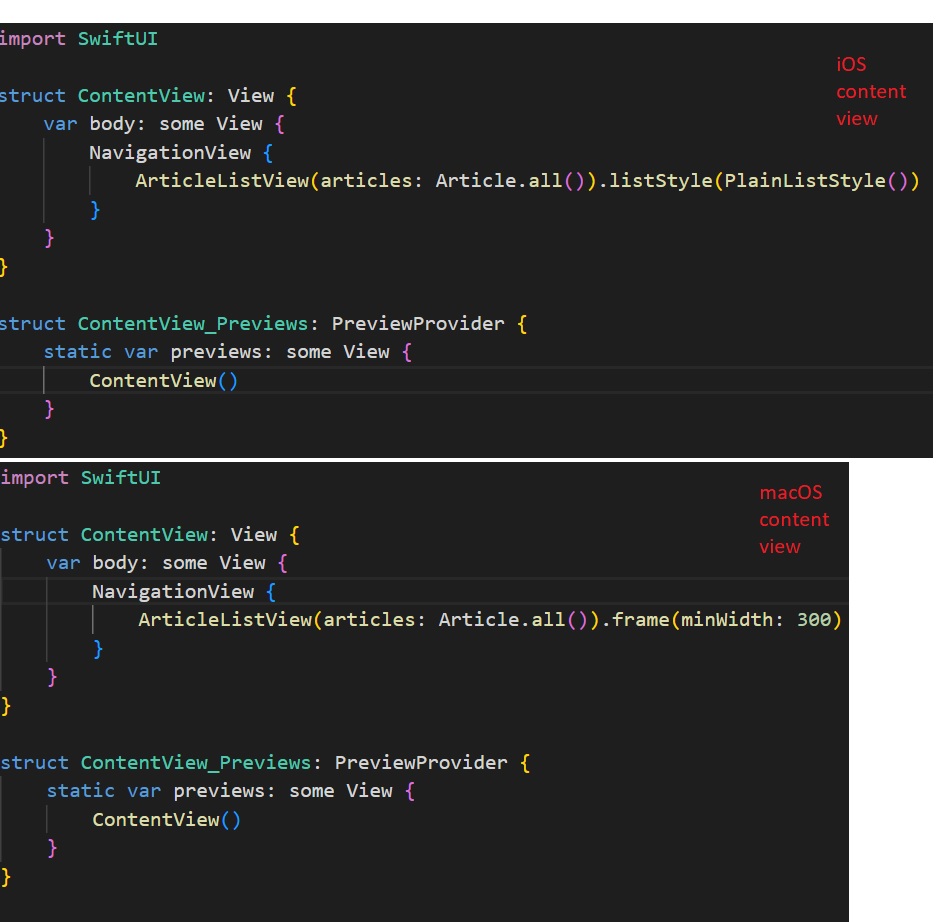 import SwiftUI
iOS
content
view
struct ContentView: View {
var body: some View {
NavigationView {
ArticleListView(articles: Article.all()).listStyle(PlainListStyle())
}
}
}
struct ContentView_Previews: PreviewProvider {
static var previews: some View {
ContentView()
}
}
import SwiftUI
macOS
content
view
struct ContentView: View {
var body: some View {
NavigationView {
ArticleListView(articles: Article.all()).frame(minWidth: 300)
}
}
}
struct ContentView_Previews: PreviewProvider {
static var previews: some View {
ContentView()
}
}